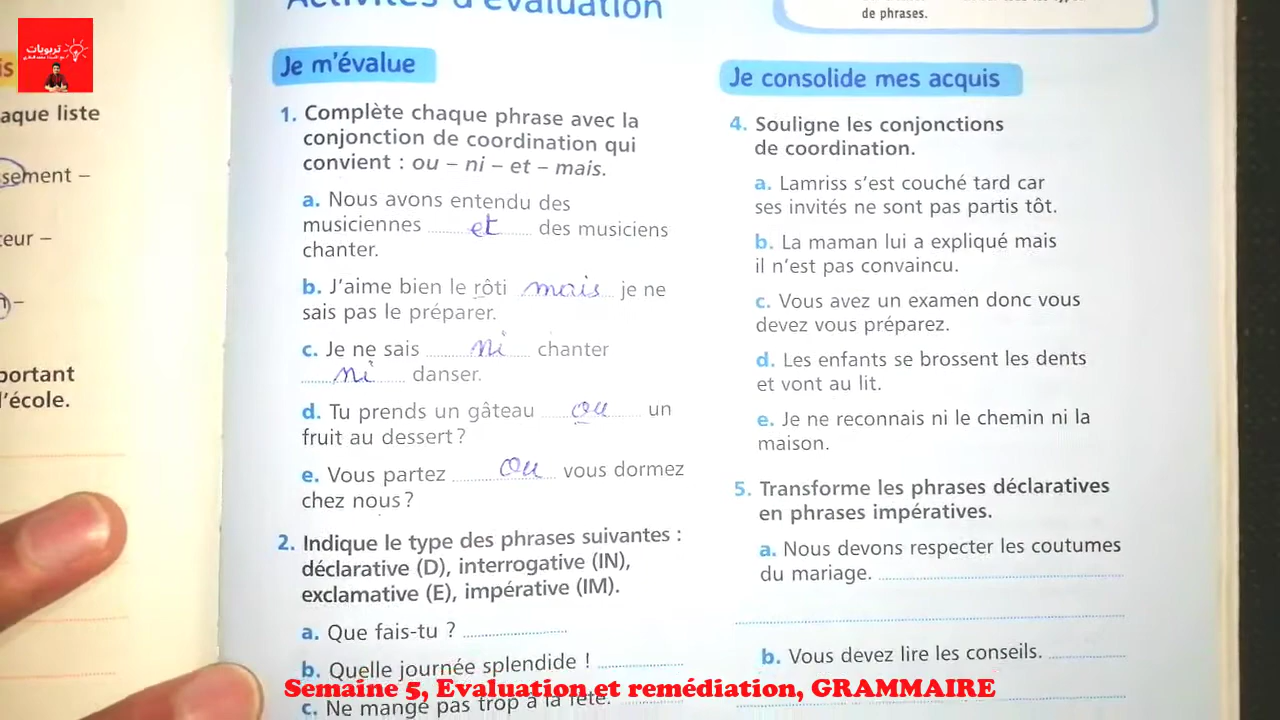 تربويات
Activités d'évaluation
de phrases.
is
aque liste
ssement –
teur –
n –
portant
l'école.
Je m'évalue
1. Complète chaque phrase avec la
conjonction de coordination qui
convient : ou – ni – et – mais.
a. Nous avons entendu des
musiciennes et des musiciens
chanter.
b. J'aime bien le rôti mais je ne
sais pas le préparer.
c. Je ne sais ni chanter
ni danser.
d. Tu prends un gâteau ou un
fruit au dessert ?
e. Vous partez ou vous dormez
chez nous ?
2. Indique le type des phrases suivantes :
déclarative (D), interrogative (IN),
exclamative (E), impérative (IM).
a. Que fais-tu ?
b. Quelle journée splendide !
c. Ne mange pas trop à la fête.
Je consolide mes acquis
4. Souligne les conjonctions
de coordination.
a. Lamriss s'est couché tard car
ses invités ne sont pas partis tôt.
b. La maman lui a expliqué mais
il n'est pas convaincu.
c. Vous avez un examen donc vous
devez vous préparez.
d. Les enfants se brossent les dents
et vont au lit.
e. Je ne reconnais ni le chemin ni la
maison.
5. Transforme les phrases déclaratives
en phrases impératives.
a. Nous devons respecter les coutumes
du mariage.
b. Vous devez lire les conseils.
Semaine 5, Evaluation et remédiation, GRAMMAIRE